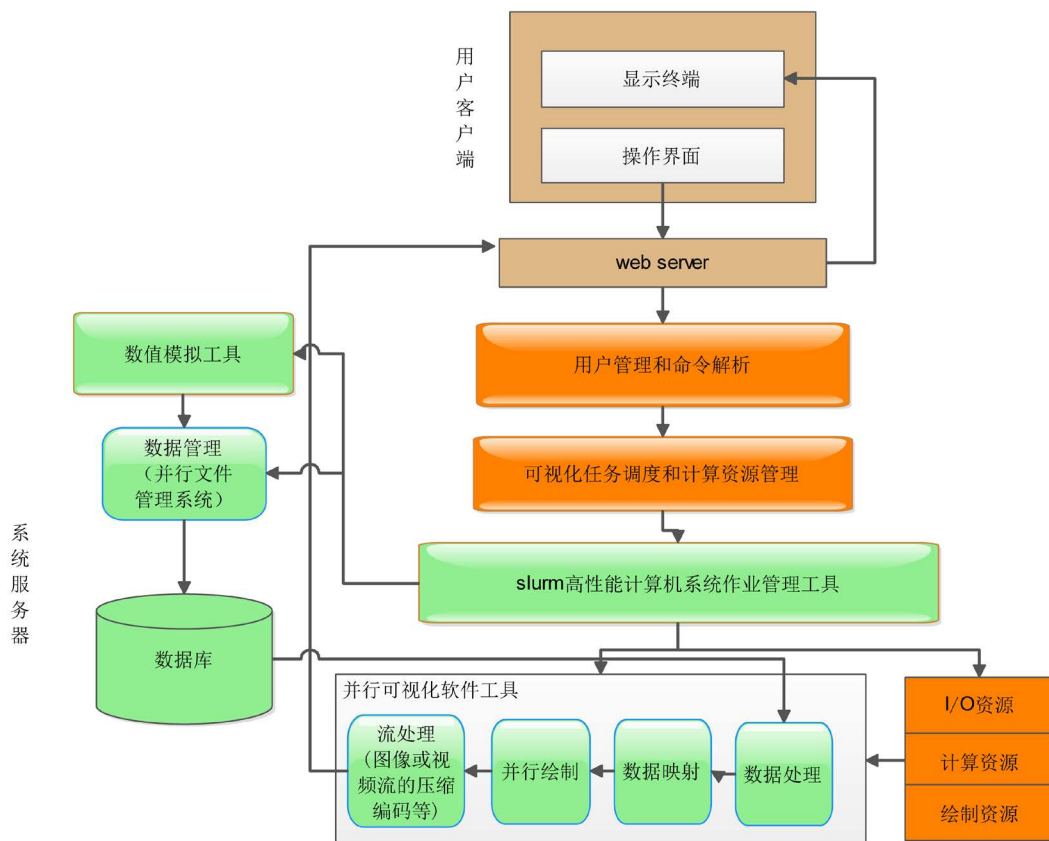 用户客户端
显示终端
操作界面
web server
数值模拟工具
用户管理和命令解析
数据管理
（并行文件
管理系统）
可视化任务调度和计算资源管理
系统服务器
slurm高性能计算机系统作业管理工具
数据库
并行可视化软件工具
流处理
(图像或视
频流的压缩
编码等)
并行绘制
数据映射
数据处理
I/O资源
计算资源
绘制资源